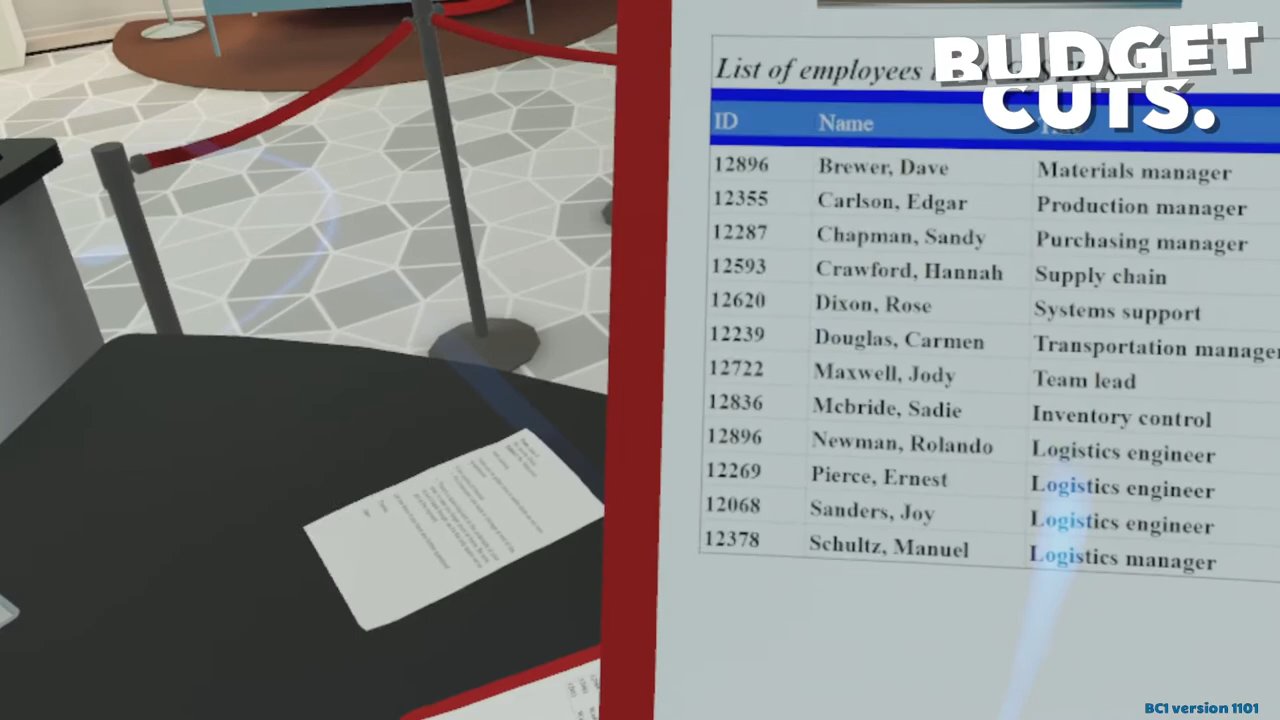 BUDGET
CUTS.
List of employees
ID Name
12896 Brewer, Dave Materials manager
12355 Carlson, Edgar Production manager
12287 Chapman, Sandy Purchasing manager
12593 Crawford, Hannah Supply chain
12620 Dixon, Rose Systems support
12239 Douglas, Carmen Transportation manager
12722 Maxwell, Jody Team lead
12836 Mcbride, Sadie Inventory control
12896 Newman, Rolando Logistics engineer
12269 Pierce, Ernest Logistics engineer
12068 Sanders, Joy Logistics engineer
12378 Schultz, Manuel Logistics manager
BC1 version 1101